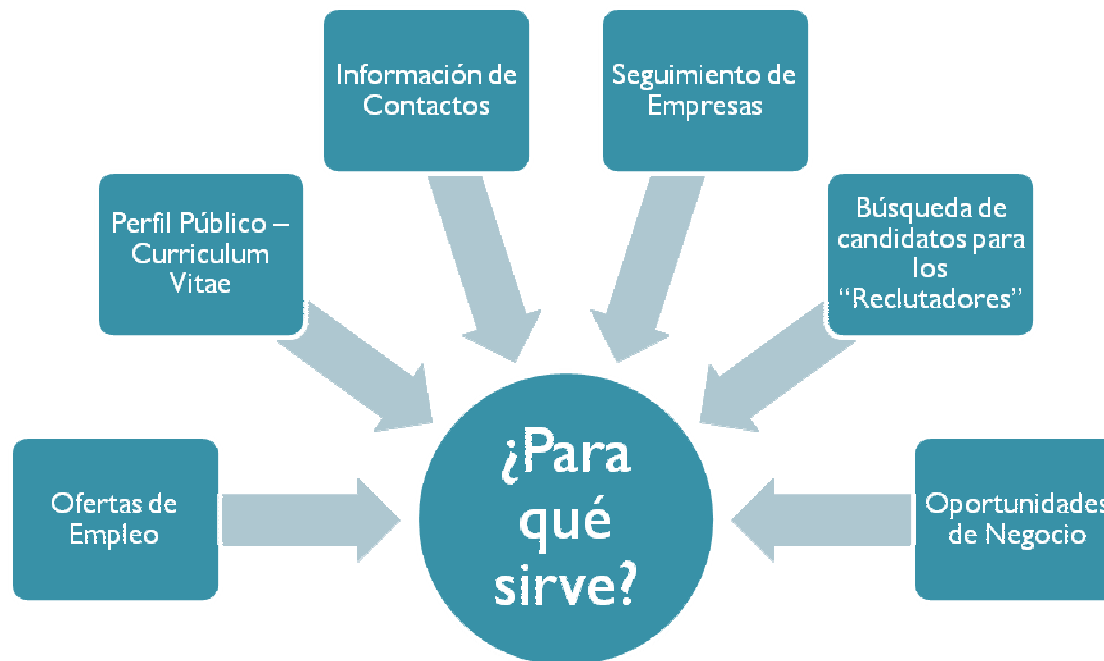 Información de
Contactos
Seguimiento de
Empresas
Perfil Público –
Curriculum
Vitae
Búsqueda de
candidatos para
los
“Reclutadores”
Ofertas de
Empleo
¿Para
qué
sirve?
Oportunidades
de Negocio